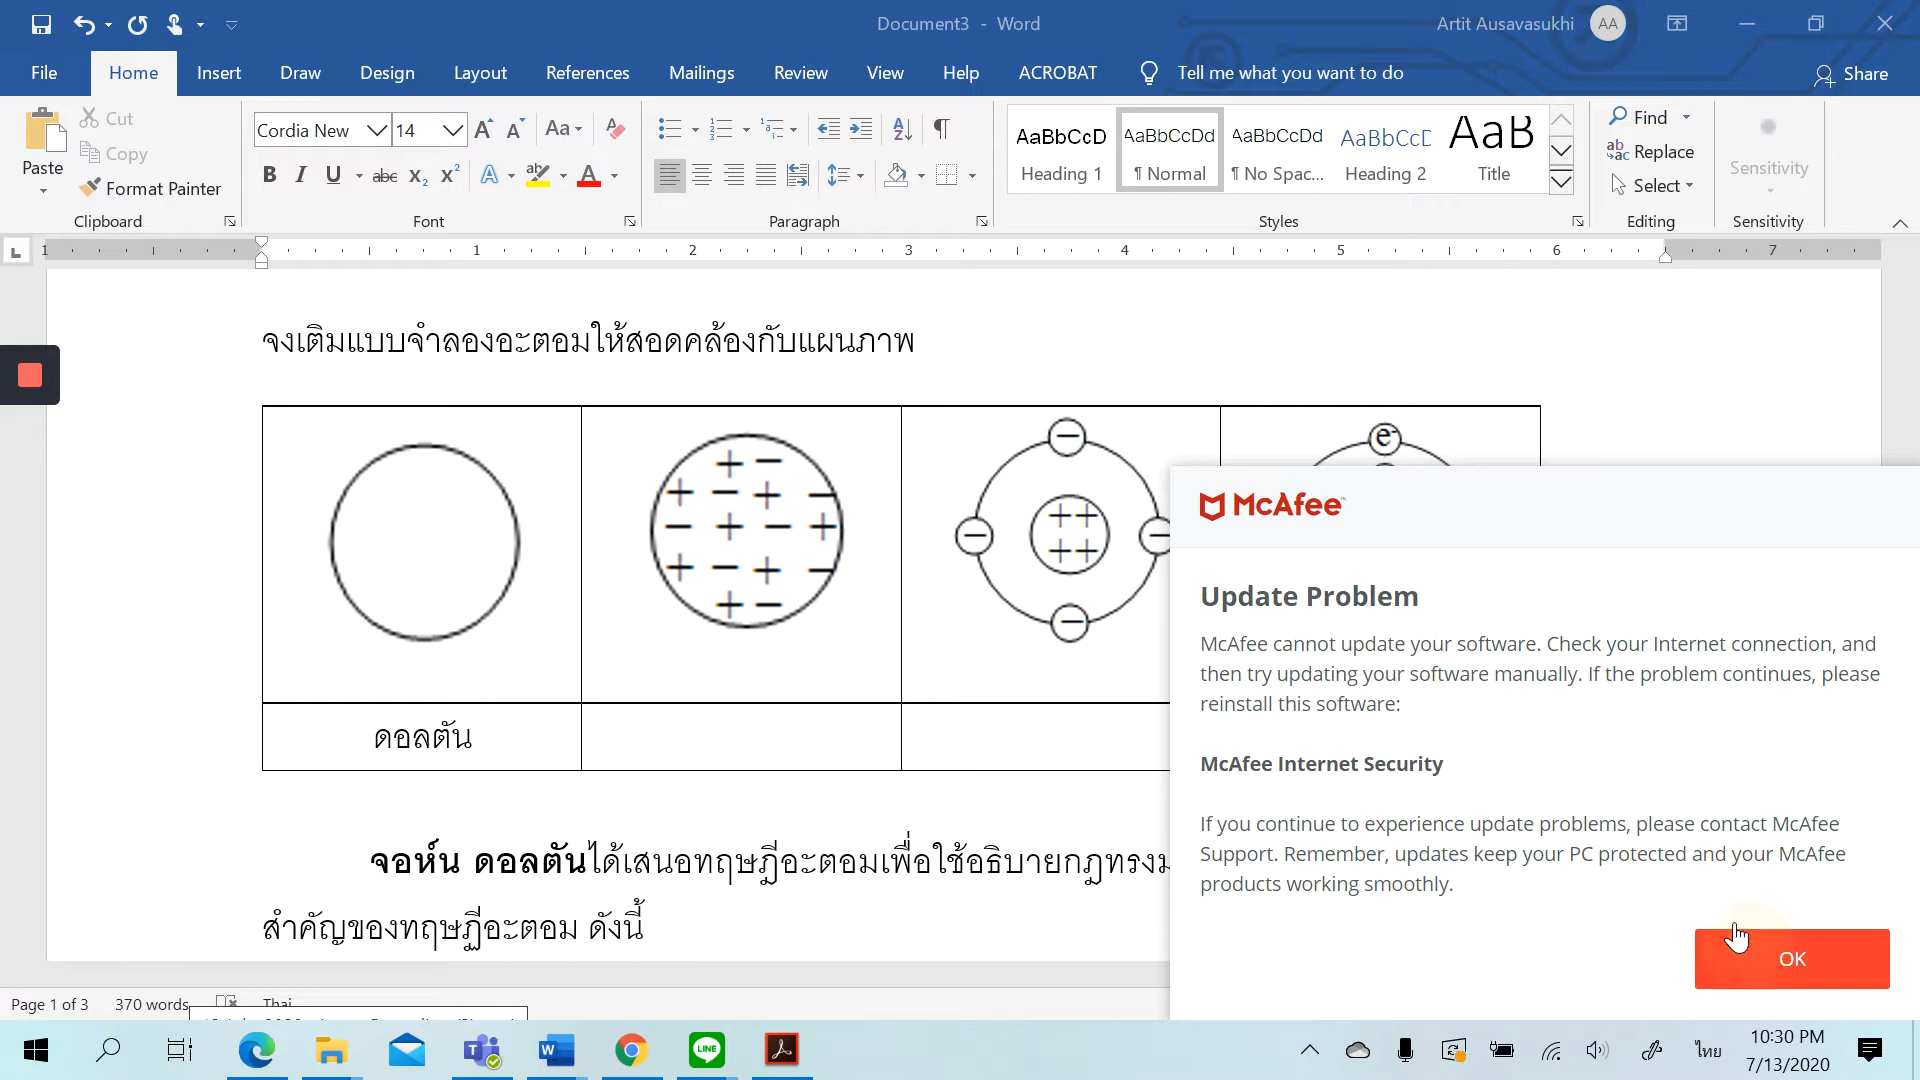 Document3 - Word
Artit Ausavasukhi AA
File Home Insert Draw Design Layout References Mailings Review View Help ACROBAT Tell me what you want to do Share
Paste
Cut
Copy
Format Painter
Clipboard
Cordia New 14
Font
Paragraph
AaBbCcD AaBbCcDd AaBbCcDd AaBbCcC AaB
Heading 1 ¶ Normal ¶ No Spac... Heading 2 Title
Styles
Find
Replace
Select
Editing
Sensitivity
Sensitivity
1 1 2 3 4 5 6 7
จงเติมแบบจำลองอะตอมให้สอดคล้องกับแผนภาพ
+ −
+ − + −
− + − +
+ − + −
+ −
−
− ++ −
++
−
e-
ดอลตัน
จอห์น ดอลตันได้เสนอทฤษฎีอะตอมเพื่อใช้อธิบายกฎทรงม
สำคัญของทฤษฎีอะตอม ดังนี้
McAfee
Update Problem
McAfee cannot update your software. Check your Internet connection, and
then try updating your software manually. If the problem continues, please
reinstall this software:
McAfee Internet Security
If you continue to experience update problems, please contact McAfee
Support. Remember, updates keep your PC protected and your McAfee
products working smoothly.
OK
Page 1 of 3 370 words Thai
LINE
ไทย
10:30 PM
7/13/2020